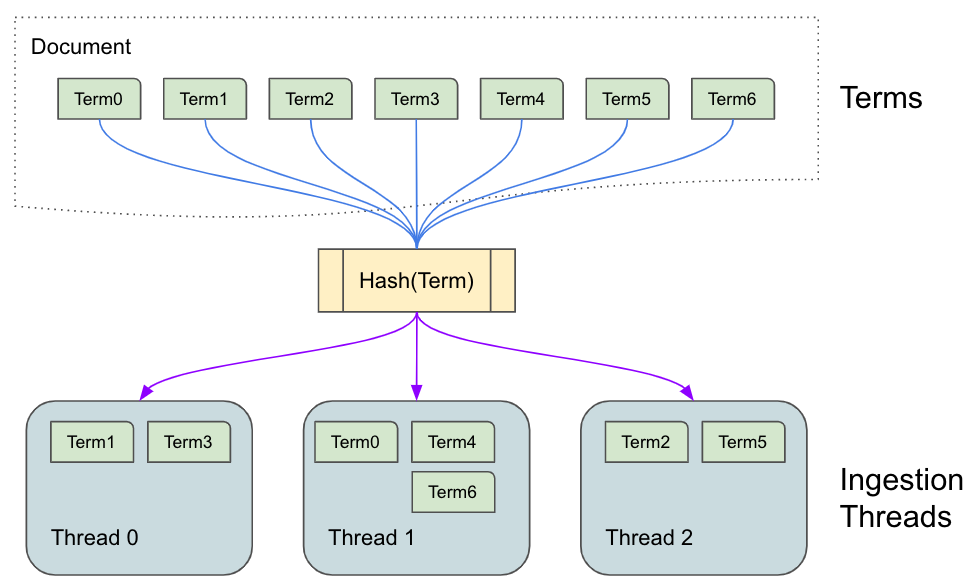 Document
Term0
Term1
Term2
Term3
Term4
Term5
Term6
Terms
Hash(Term)
Term1
Term3
Thread 0
Term0
Term4
Term6
Thread 1
Term2
Term5
Thread 2
Ingestion
Threads